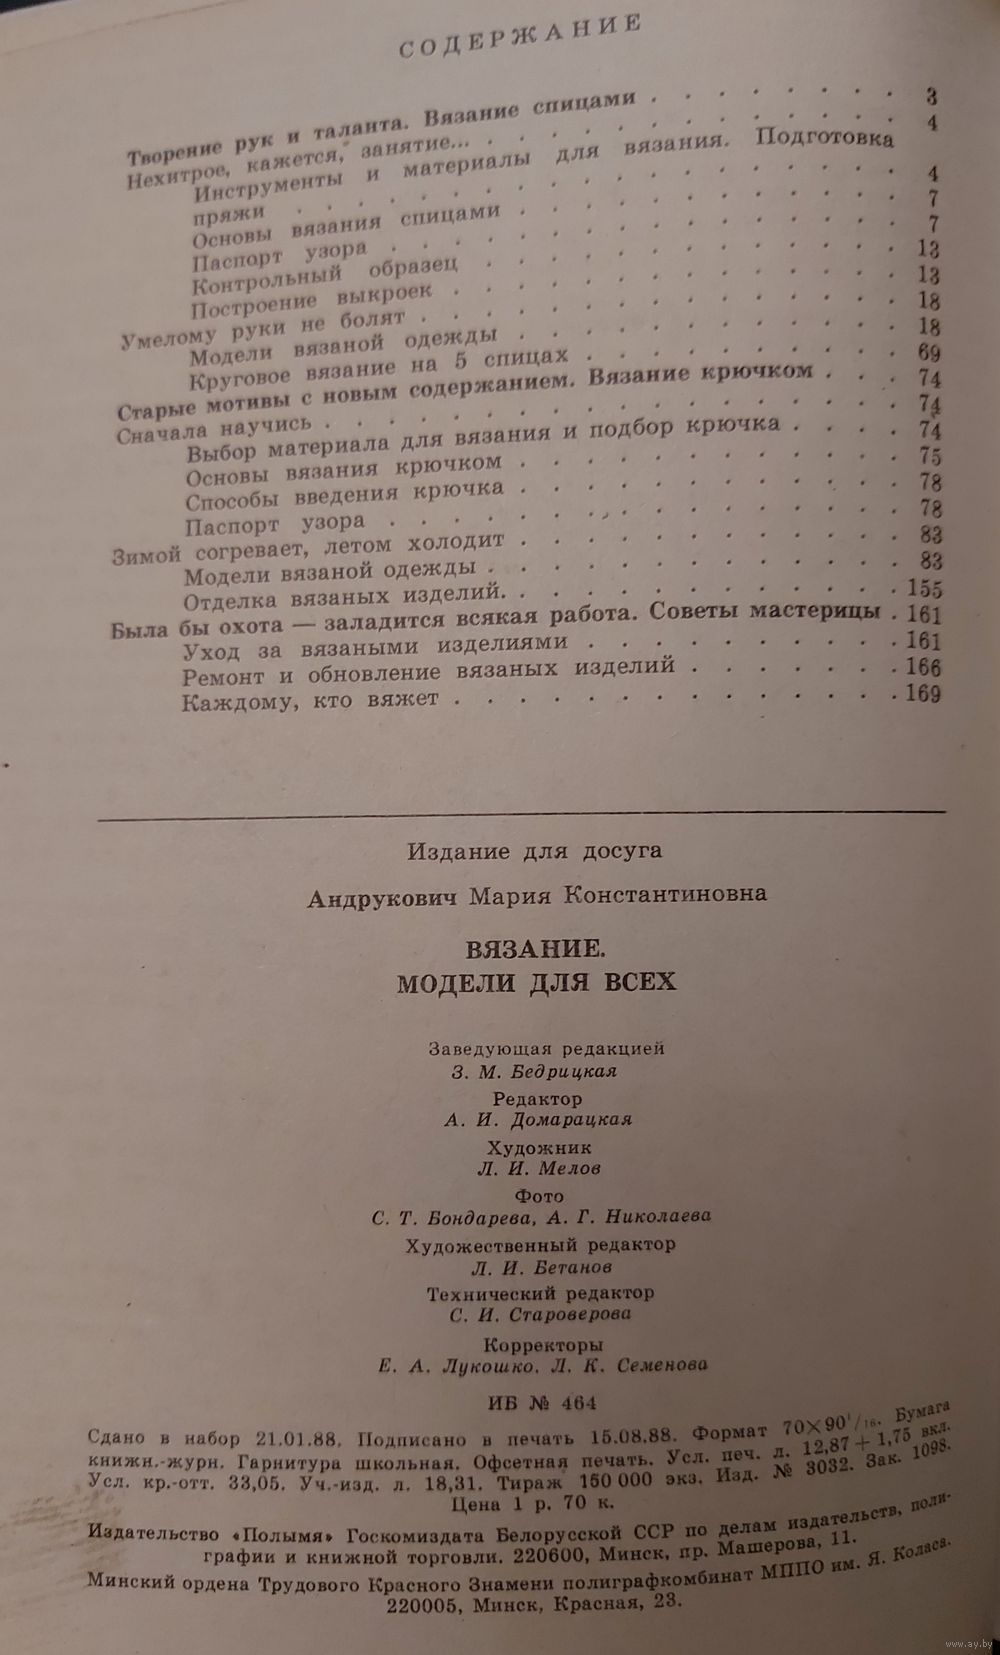 СОДЕРЖАНИЕ
Творение рук и таланта. Вязание спицами . . . . . . . . 3
Нехитрое, кажется, занятие... . . . . . . . . . . . . . 4
Инструменты и материалы для вязания. Подготовка
пряжи . . . . . . . . . . . . . . . . . . 4
Основы вязания спицами . . . . . . . . . . . . 7
Паспорт узора . . . . . . . . . . . . . . . . 7
Контрольный образец . . . . . . . . . . . . . 13
Построение выкроек . . . . . . . . . . . . . . 13
Умелому руки не болят . . . . . . . . . . . . . . . 18
Модели вязаной одежды . . . . . . . . . . . . 18
Круговое вязание на 5 спицах . . . . . . . . . . 69
Старые мотивы с новым содержанием. Вязание крючком . . . 74
Сначала научись . . . . . . . . . . . . . . . . . . 74
Выбор материала для вязания и подбор крючка . . . . 74
Основы вязания крючком . . . . . . . . . . . . 75
Способы введения крючка . . . . . . . . . . . . 78
Паспорт узора . . . . . . . . . . . . . . . . 78
Зимой согревает, летом холодит . . . . . . . . . . . . 83
Модели вязаной одежды . . . . . . . . . . . . . 83
Отделка вязаных изделий. . . . . . . . . . . . . 155
Была бы охота — заладится всякая работа. Советы мастерицы . 161
Уход за вязаными изделиями . . . . . . . . . . 161
Ремонт и обновление вязаных изделий . . . . . . . 166
Каждому, кто вяжет . . . . . . . . . . . . . . 169
Издание для досуга
Андрукович Мария Константиновна
ВЯЗАНИЕ.
МОДЕЛИ ДЛЯ ВСЕХ
Заведующая редакцией
З. М. Бедрицкая
Редактор
А. И. Домарацкая
Художник
Л. И. Мелов
Фото
С. Т. Бондарева, А. Г. Николаева
Художественный редактор
Л. И. Бетанов
Технический редактор
С. И. Староверова
Корректоры
Е. А. Лукошко, Л. К. Семенова
ИБ № 464
Сдано в набор 21.01.88. Подписано в печать 15.08.88. Формат 70×90¹/₁₆. Бумага
книжн.-журн. Гарнитура школьная. Офсетная печать. Усл. печ. л. 12,87 + 1,75 вкл.
Усл. кр.-отт. 33,05. Уч.-изд. л. 18,31. Тираж 150 000 экз. Изд. № 3032. Зак. 1098.
Цена 1 р. 70 к.
Издательство «Полымя» Госкомиздата Белорусской ССР по делам издательств, поли-
графии и книжной торговли. 220600, Минск, пр. Машерова, 11.
Минский ордена Трудового Красного Знамени полиграфкомбинат МППО им. Я. Коласа.
220005, Минск, Красная, 23.
www.ay.by